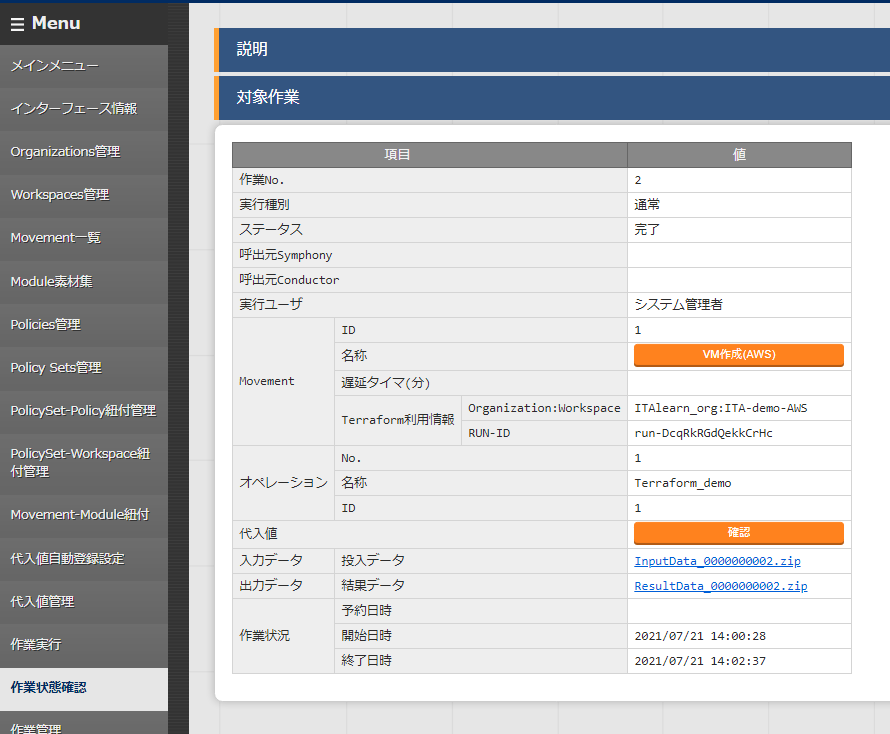 ☰ Menu
メインメニュー
インターフェース情報
Organizations管理
Workspaces管理
Movement一覧
Module素材集
Policies管理
Policy Sets管理
PolicySet-Policy紐付管理
PolicySet-Workspace紐
付管理
Movement-Module紐付
代入値自動登録設定
代入値管理
作業実行
作業状態確認
作業管理
説明
対象作業
項目 値
作業No. 2
実行種別 通常
ステータス 完了
呼出元Symphony
呼出元Conductor
実行ユーザ システム管理者
Movement
ID 1
名称 VM作成(AWS)
遅延タイマ(分)
Terraform利用情報
Organization:Workspace ITAlearn_org:ITA-demo-AWS
RUN-ID run-DcqRkRGdQekkCrHc
オペレーション
No. 1
名称 Terraform_demo
ID 1
代入値 確認
入力データ 投入データ InputData_0000000002.zip
出力データ 結果データ ResultData_0000000002.zip
作業状況
予約日時
開始日時 2021/07/21 14:00:28
終了日時 2021/07/21 14:02:37